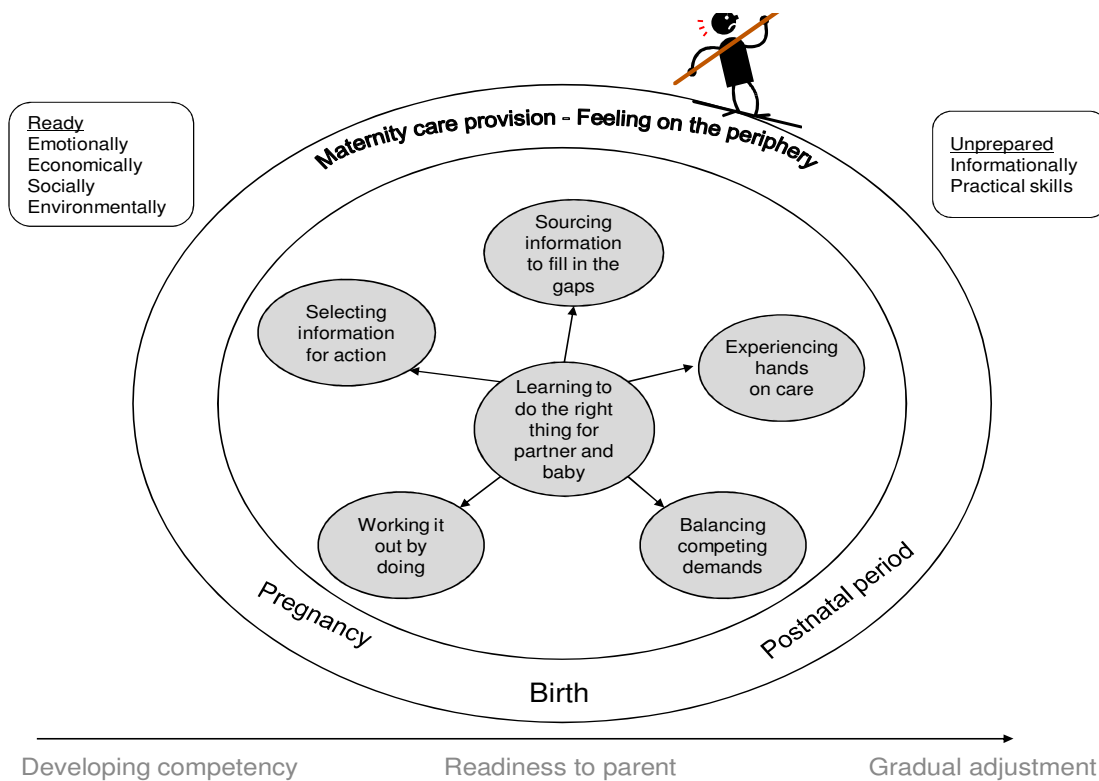 Ready
Emotionally
Economically
Socially
Environmentally
Maternity care provision - Feeling on the periphery
Unprepared
Informationally
Practical skills
Sourcing
information
to fill in the
gaps
Selecting
information
for action
Experiencing
hands
on care
Learning to
do the right
thing for
partner and
baby
Working it
out by
doing
Balancing
competing
demands
Pregnancy
Birth
Postnatal period
Developing competency
Readiness to parent
Gradual adjustment